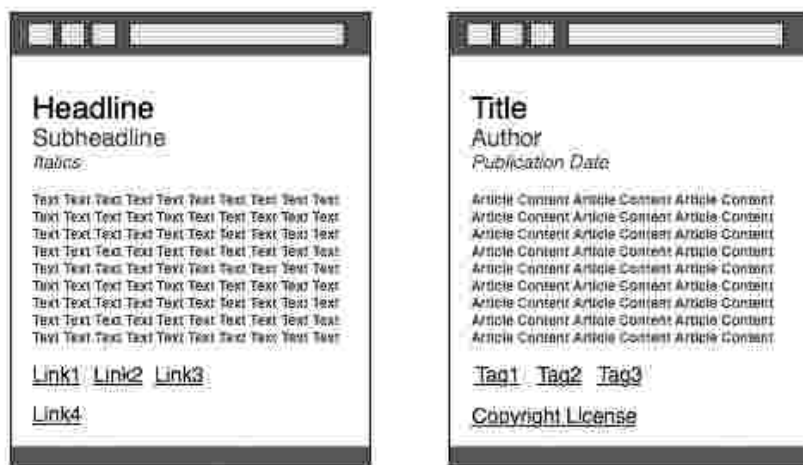 Headline
Subheadline
Italics
Text Text Text Text Text Text Text Text Text Text
Text Text Text Text Text Text Text Text Text Text
Text Text Text Text Text Text Text Text Text Text
Text Text Text Text Text Text Text Text Text Text
Text Text Text Text Text Text Text Text Text Text
Text Text Text Text Text Text Text Text Text Text
Text Text Text Text Text Text Text Text Text Text
Text Text Text Text Text Text Text Text Text Text
Text Text Text Text Text Text Text Text Text Text
Link1 Link2 Link3
Link4
Title
Author
Publication Date
Article Content Article Content Article Content
Article Content Article Content Article Content
Article Content Article Content Article Content
Article Content Article Content Article Content
Article Content Article Content Article Content
Article Content Article Content Article Content
Article Content Article Content Article Content
Article Content Article Content Article Content
Article Content Article Content Article Content
Tag1 Tag2 Tag3
Copyright License